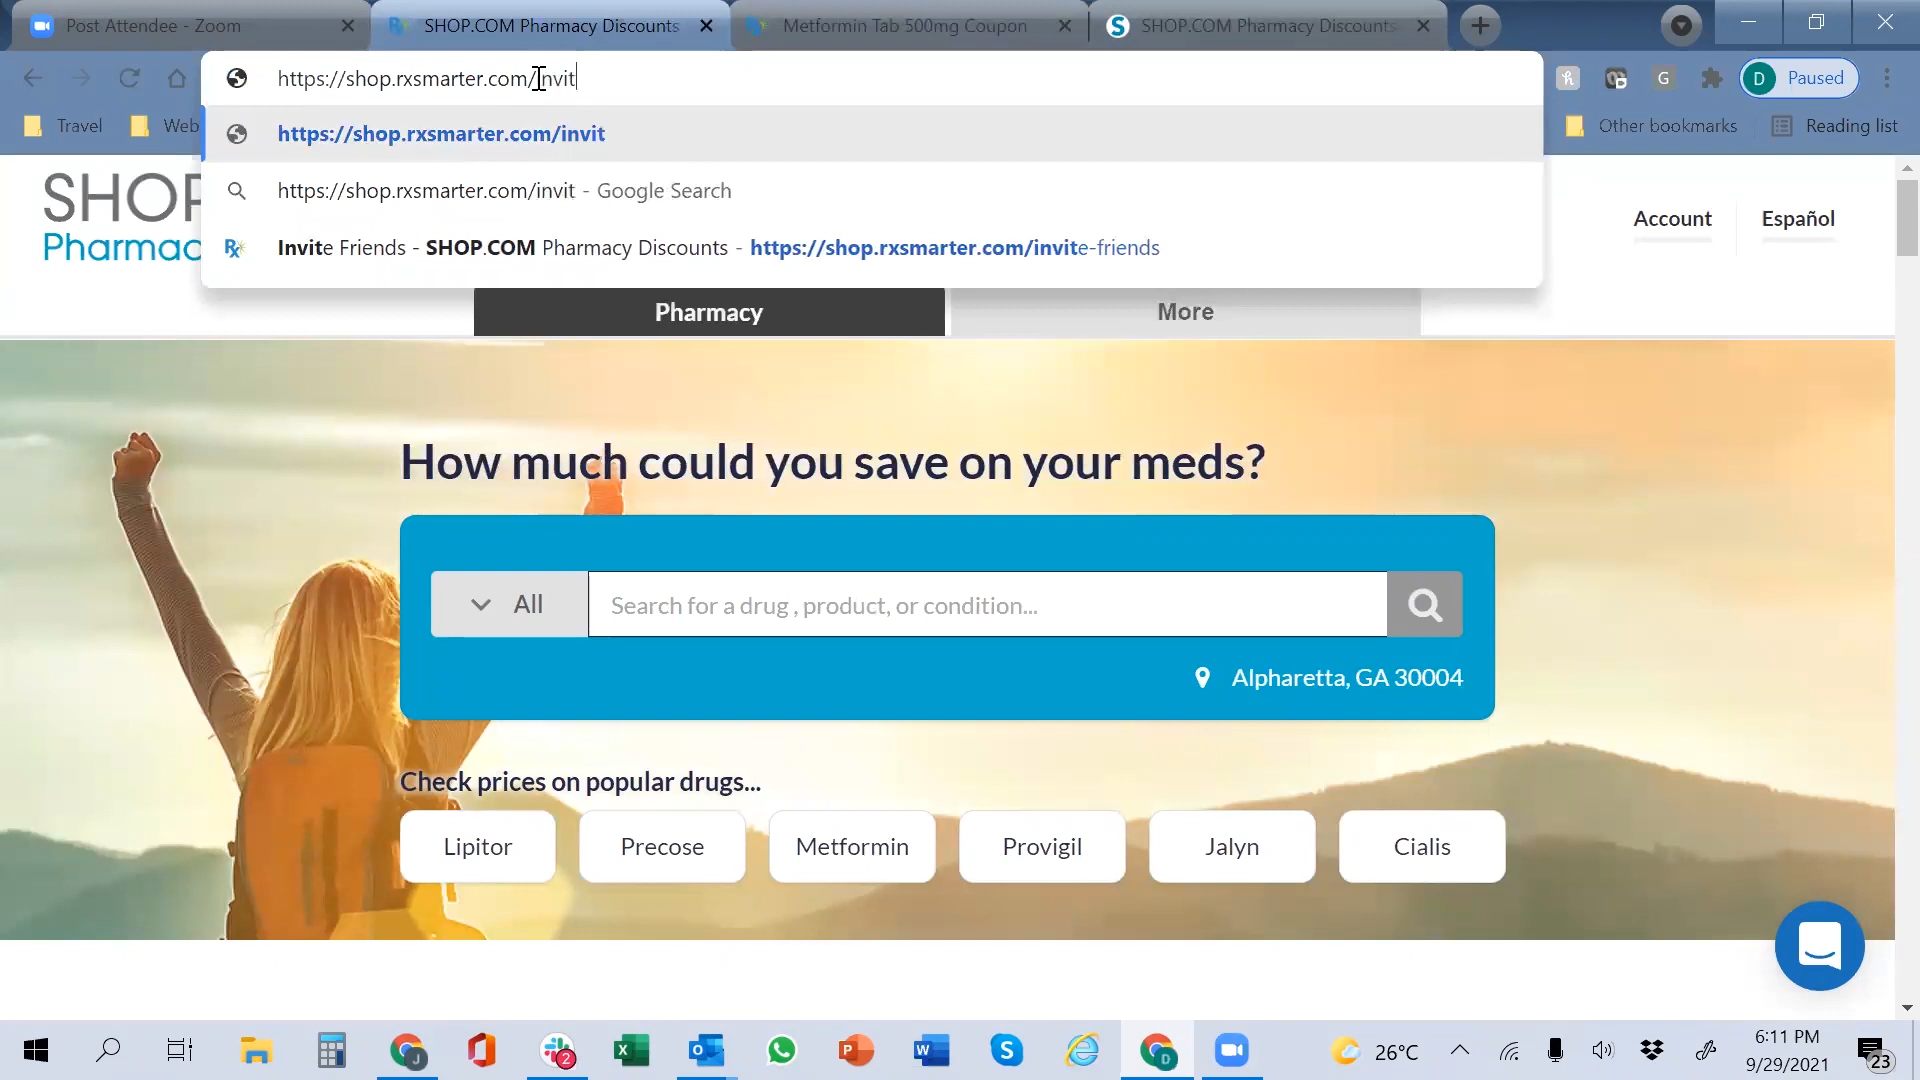 Post Attendee - Zoom
SHOP.COM Pharmacy Discounts
Metformin Tab 500mg Coupon
SHOP.COM Pharmacy Discounts
https://shop.rxsmarter.com/invit
G
D Paused
Travel
Web
https://shop.rxsmarter.com/invit
Other bookmarks
Reading list
https://shop.rxsmarter.com/invit - Google Search
Invite Friends - SHOP.COM Pharmacy Discounts - https://shop.rxsmarter.com/invite-friends
SHOP
Pharmac
Account
Español
Pharmacy
More
How much could you save on your meds?
All
Search for a drug , product, or condition...
Alpharetta, GA 30004
Check prices on popular drugs...
Lipitor
Precose
Metformin
Provigil
Jalyn
Cialis
26°C
6:11 PM
9/29/2021
23